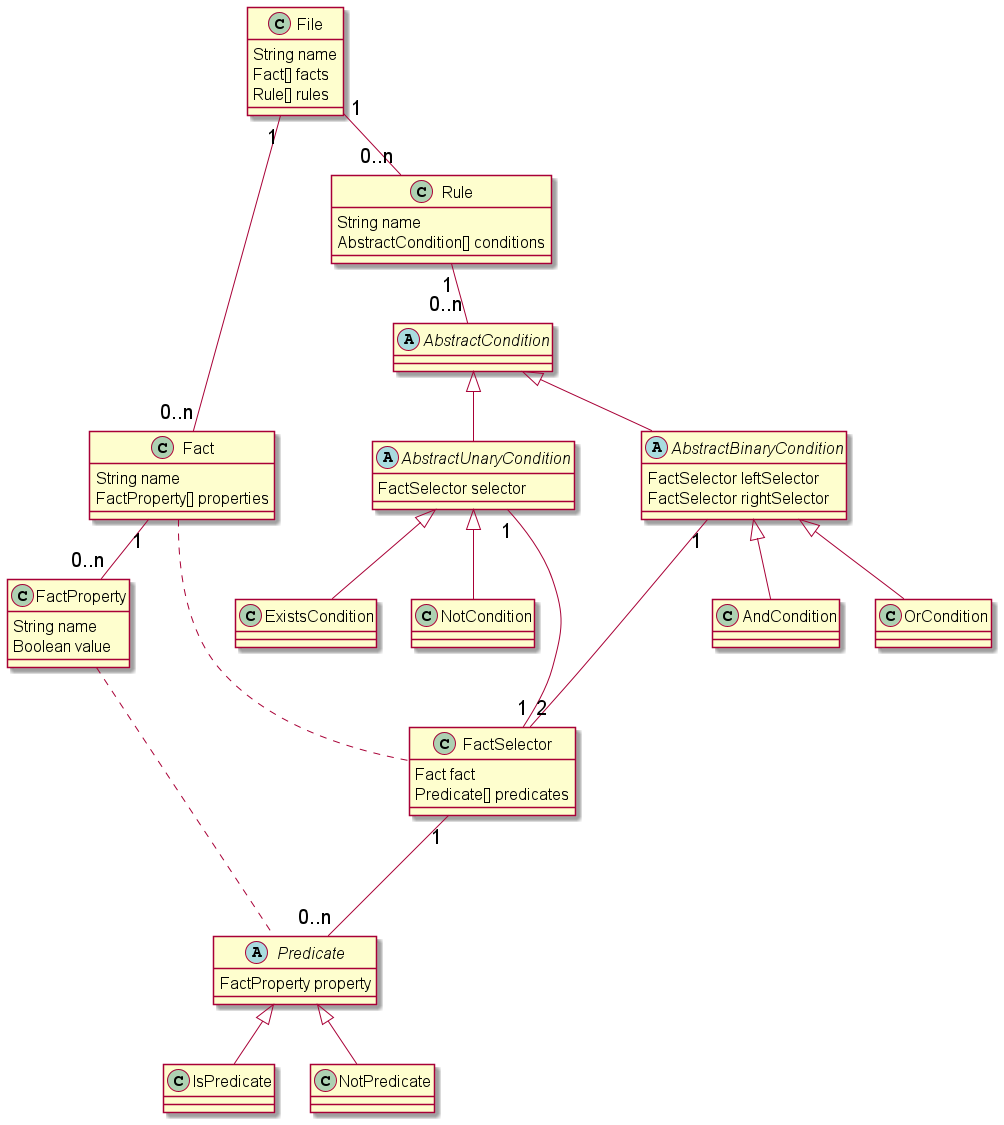 C File
String name
Fact[] facts
Rule[] rules
1
1
0..n
C Rule
String name
AbstractCondition[] conditions
1
0..n
A AbstractCondition
0..n
C Fact
String name
FactProperty[] properties
A AbstractUnaryCondition
FactSelector selector
A AbstractBinaryCondition
FactSelector leftSelector
FactSelector rightSelector
1
1
1
0..n
C FactProperty
String name
Boolean value
C ExistsCondition
C NotCondition
C AndCondition
C OrCondition
1
2
C FactSelector
Fact fact
Predicate[] predicates
1
0..n
A Predicate
FactProperty property
C IsPredicate
C NotPredicate